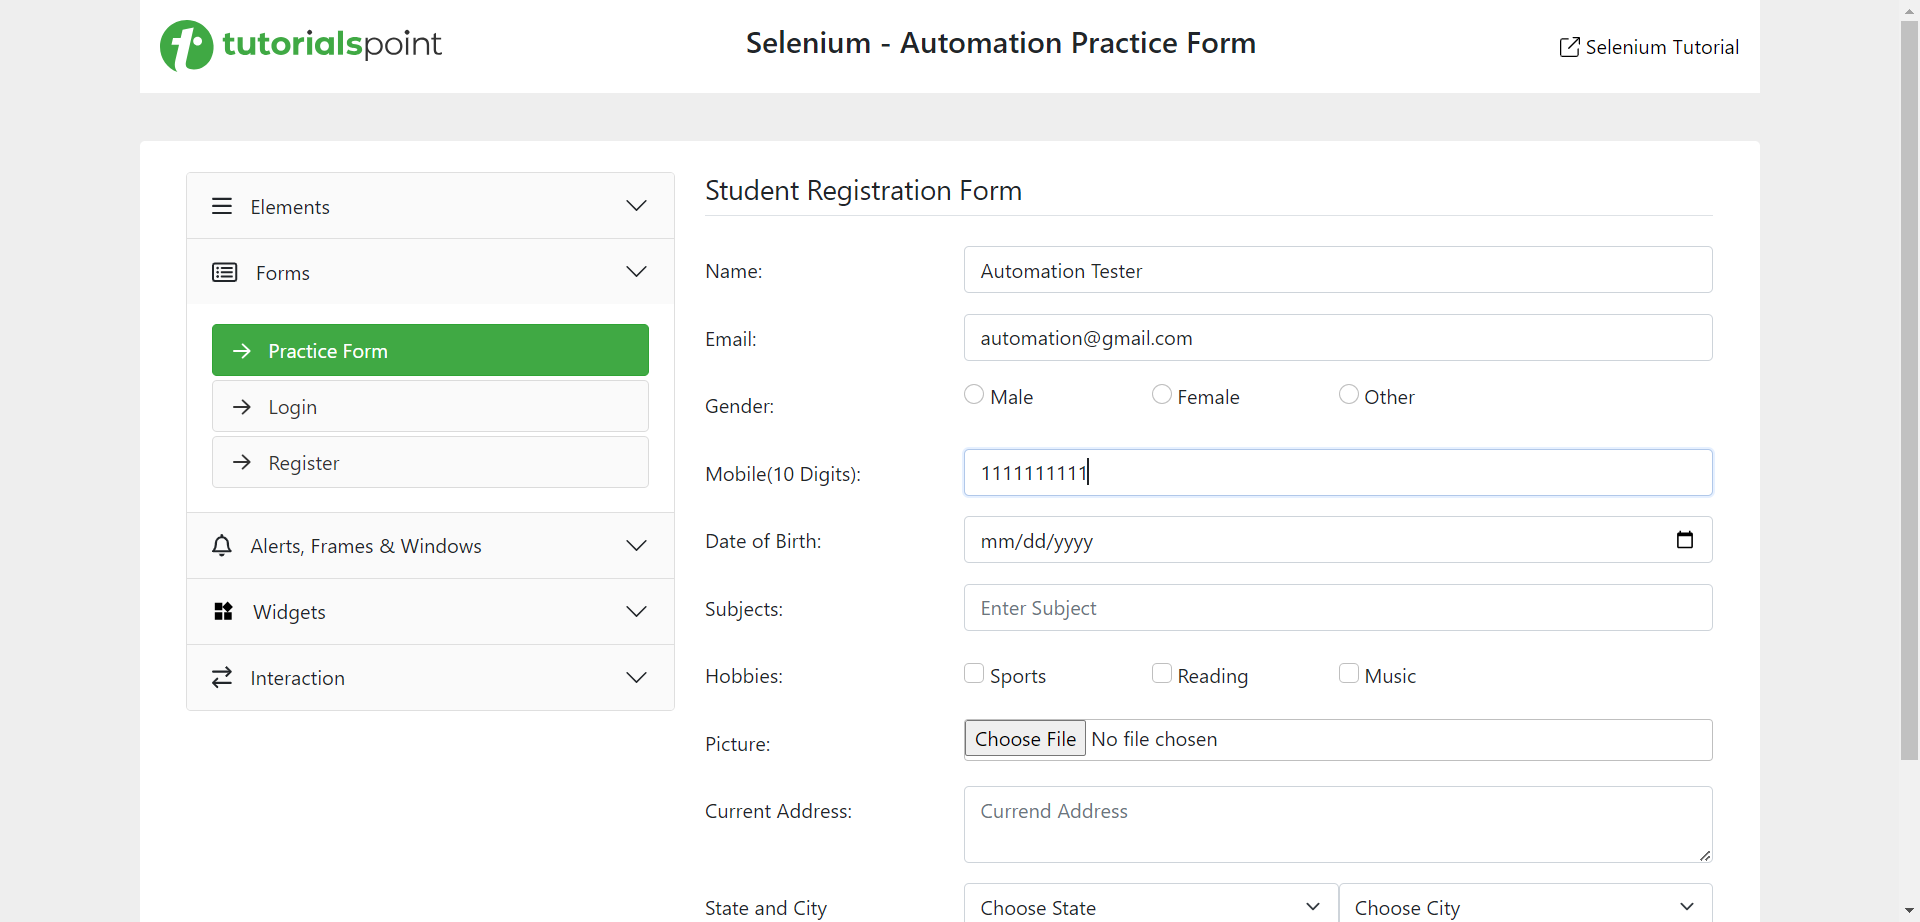 tutorialspoint
Selenium - Automation Practice Form
Selenium Tutorial
Elements
Forms
Practice Form
Login
Register
Alerts, Frames & Windows
Widgets
Interaction
Student Registration Form
Name: Automation Tester
Email: automation@gmail.com
Gender: Male Female Other
Mobile(10 Digits): 1111111111
Date of Birth: mm/dd/yyyy
Subjects: Enter Subject
Hobbies: Sports Reading Music
Picture: Choose File No file chosen
Current Address: Currend Address
State and City Choose State Choose City